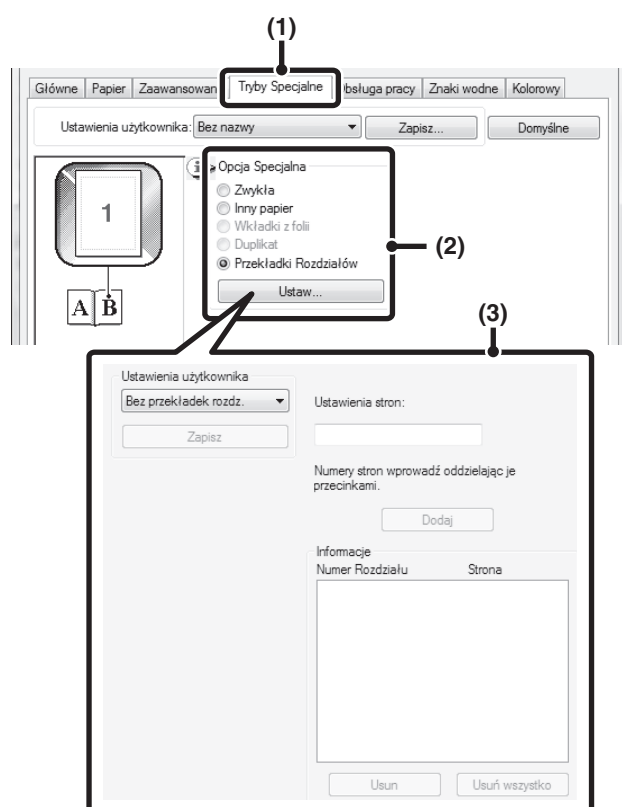 (1)
Główne Papier Zaawansowan Tryby Specjalne bsługa pracy Znaki wodne Kolorowy
Ustawienia użytkownika: Bez nazwy Zapisz... Domyślne
Opcja Specjalna
Zwykła
Inny papier
Wkładki z folii
Duplikat
Przekładki Rozdziałów
Ustaw...
1
A B
(2)
(3)
Ustawienia użytkownika
Bez przekładek rozdz.
Zapisz
Ustawienia stron:
Numery stron wprowadź oddzielając je
przecinkami.
Dodaj
Informacje
Numer Rozdziału Strona
Usun Usuń wszystko